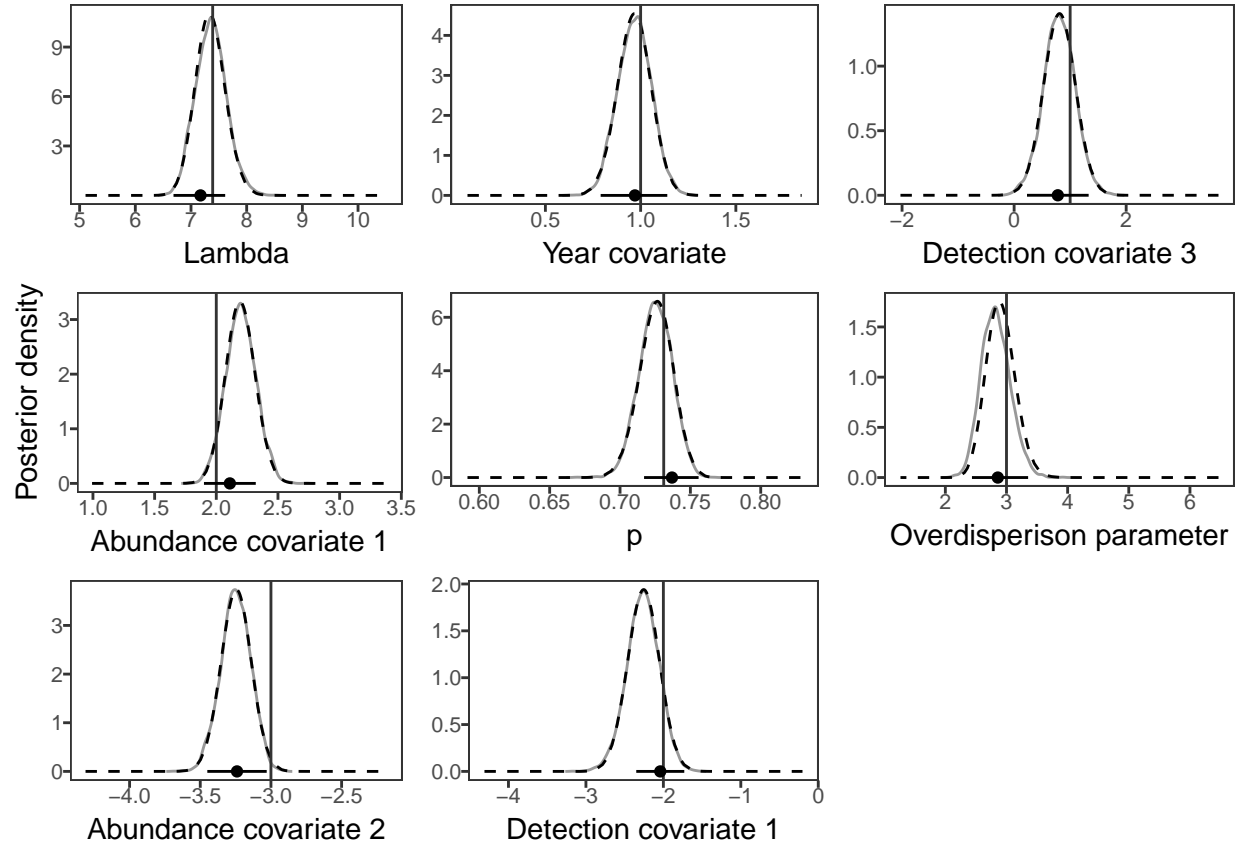 9
6
3
5 6 7 8 9 10
Lambda
4
3
2
1
0
0.5 1.0 1.5
Year covariate
1.0
0.5
0.0
−2 0 2
Detection covariate 3
Posterior density
3
2
1
0
1.0 1.5 2.0 2.5 3.0 3.5
Abundance covariate 1
6
4
2
0
0.60 0.65 0.70 0.75 0.80
p
1.5
1.0
0.5
0.0
2 3 4 5 6
Overdisperison parameter
3
2
1
0
−4.0 −3.5 −3.0 −2.5
Abundance covariate 2
2.0
1.5
1.0
0.5
0.0
−4 −3 −2 −1 0
Detection covariate 1